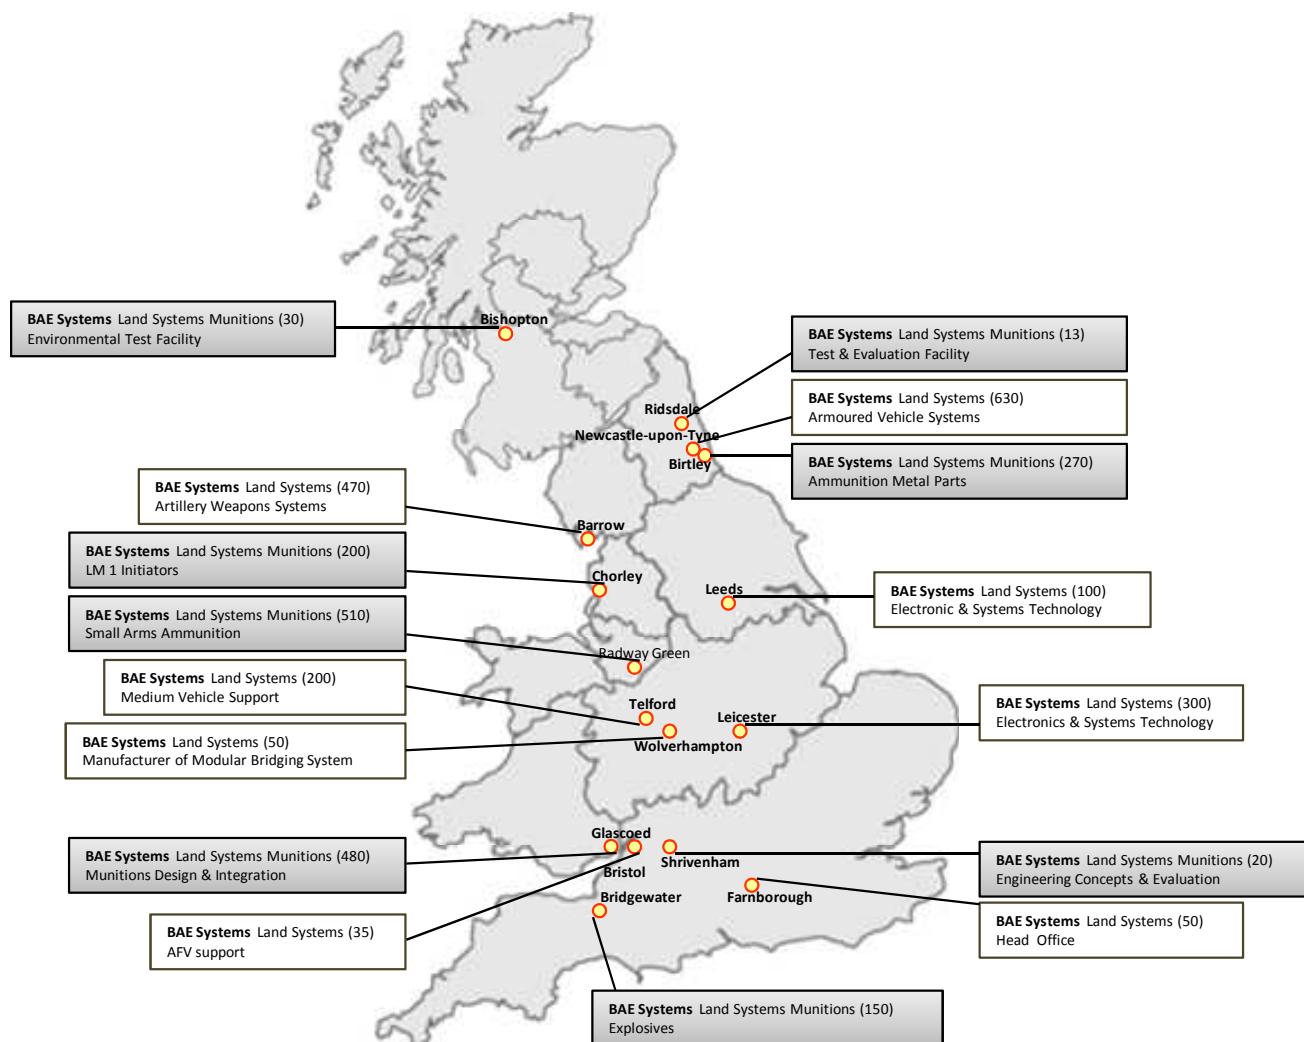 Bishopton
BAE Systems Land Systems Munitions (30)
Environmental Test Facility
BAE Systems Land Systems Munitions (13)
Test & Evaluation Facility
Ridsdale
BAE Systems Land Systems (630)
Armoured Vehicle Systems
Newcastle-upon-Tyne
Birtley
BAE Systems Land Systems Munitions (270)
Ammunition Metal Parts
BAE Systems Land Systems (470)
Artillery Weapons Systems
Barrow
BAE Systems Land Systems Munitions (200)
LM 1 Initiators
Chorley
Leeds
BAE Systems Land Systems (100)
Electronic & Systems Technology
BAE Systems Land Systems Munitions (510)
Small Arms Ammunition
Radway Green
BAE Systems Land Systems (200)
Medium Vehicle Support
Telford
Leicester
BAE Systems Land Systems (300)
Electronics & Systems Technology
BAE Systems Land Systems (50)
Manufacturer of Modular Bridging System
Wolverhampton
Glascoed
BAE Systems Land Systems Munitions (480)
Munitions Design & Integration
Bristol
Shrivenham
BAE Systems Land Systems Munitions (20)
Engineering Concepts & Evaluation
Bridgewater
Farnborough
BAE Systems Land Systems (50)
Head Office
BAE Systems Land Systems (35)
AFV support
BAE Systems Land Systems Munitions (150)
Explosives